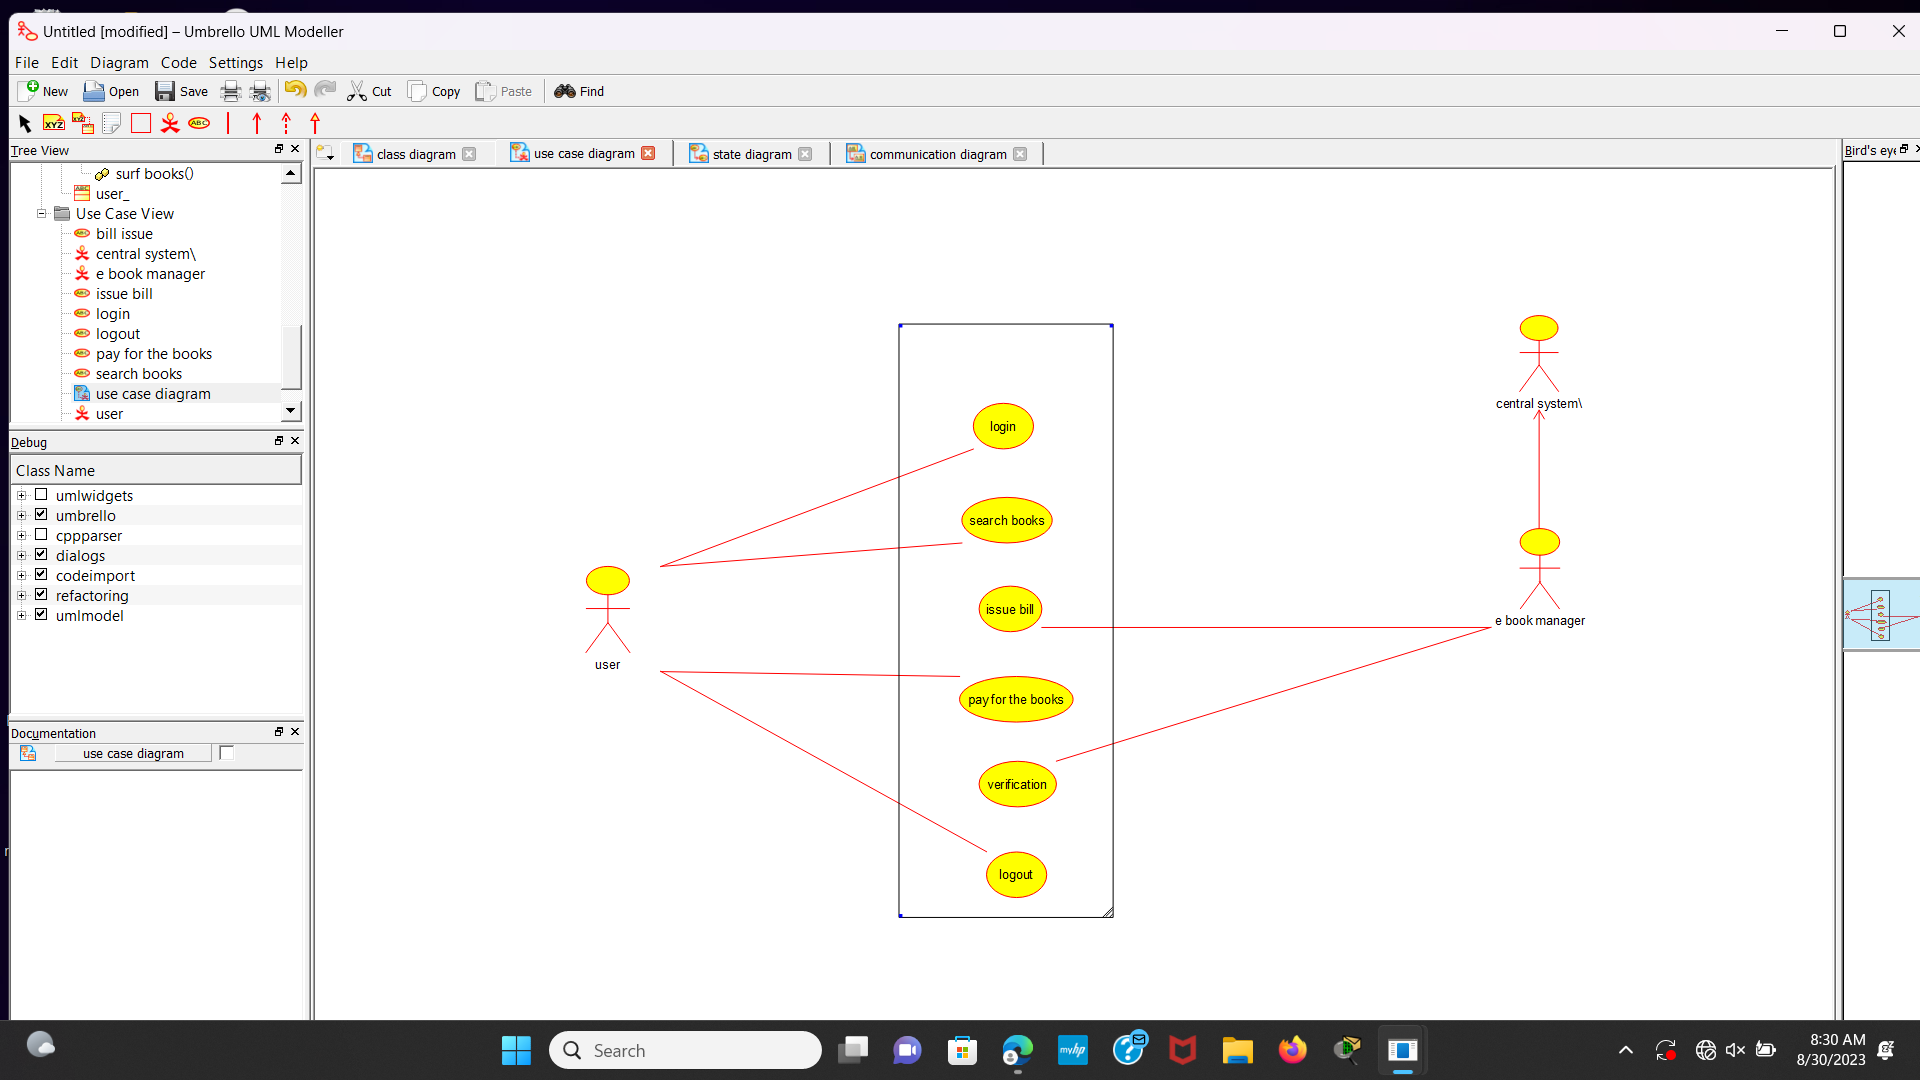 Untitled [modified] – Umbrello UML Modeller
File Edit Diagram Code Settings Help
New Open Save Cut Copy Paste Find
XYZ XYZ ABC
Tree View
class diagram use case diagram state diagram communication diagram
Bird's eye
surf books()
user_
Use Case View
bill issue
central system\
e book manager
issue bill
login
logout
pay for the books
search books
use case diagram
user
Debug
Class Name
umlwidgets
umbrello
cppparser
dialogs
codeimport
refactoring
umlmodel
Documentation
use case diagram
login
search books
issue bill
pay for the books
verification
logout
user
central system\
e book manager
Search
myhp
8:30 AM
8/30/2023